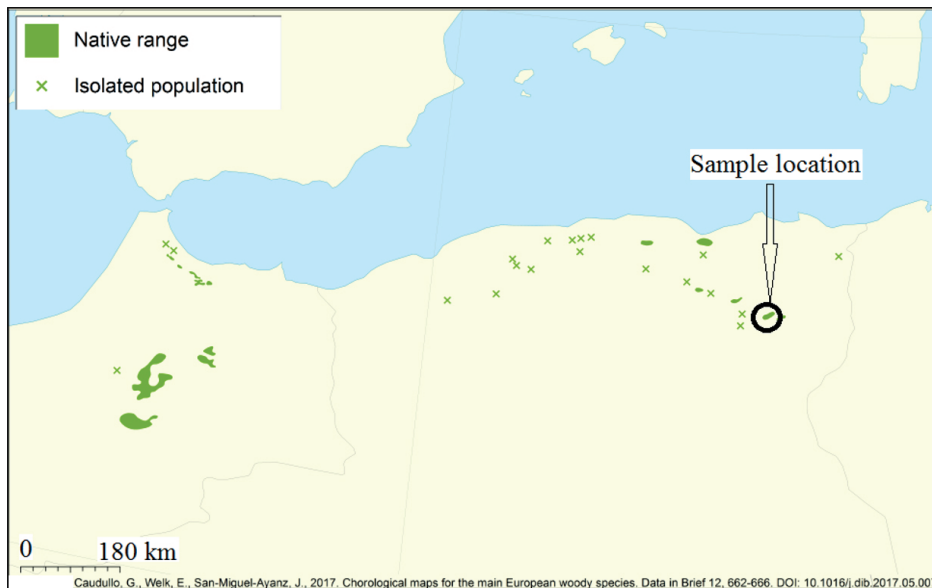 Native range
Isolated population
Sample location
0 180 km
Caudullo, G., Welk, E., San-Miguel-Ayanz, J., 2017. Chorological maps for the main European woody species. Data in Brief 12, 662-666. DOI: 10.1016/j.dib.2017.05.00